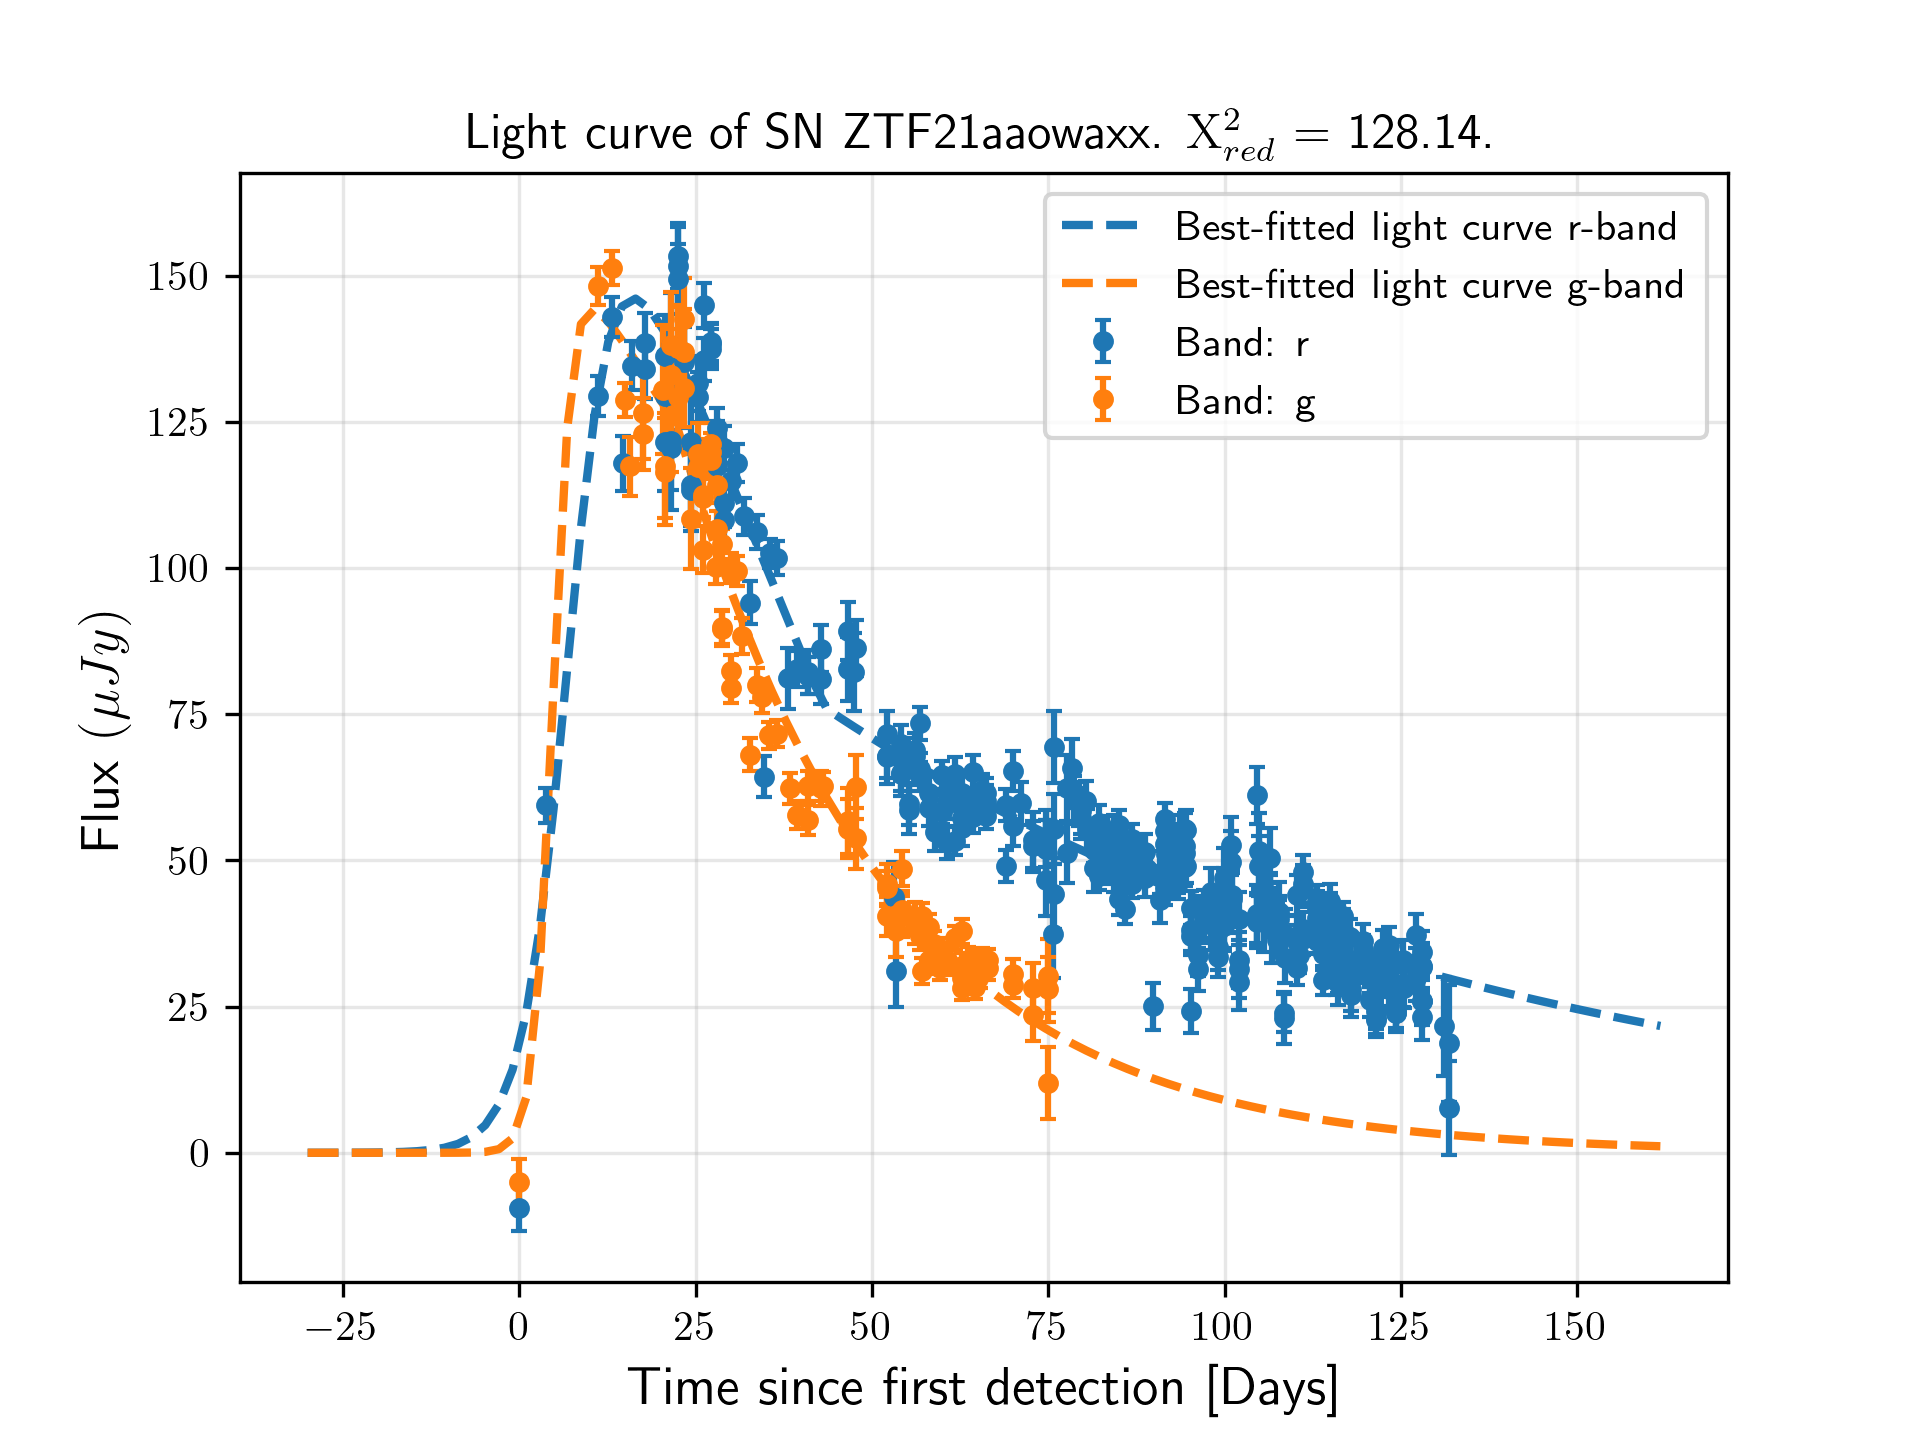 Light curve of SN ZTF21aaowaxx. X²red = 128.14.
Best-fitted light curve r-band
Best-fitted light curve g-band
Band: r
Band: g
Flux (μJy)
150
125
100
75
50
25
0
−25 0 25 50 75 100 125 150
Time since first detection [Days]